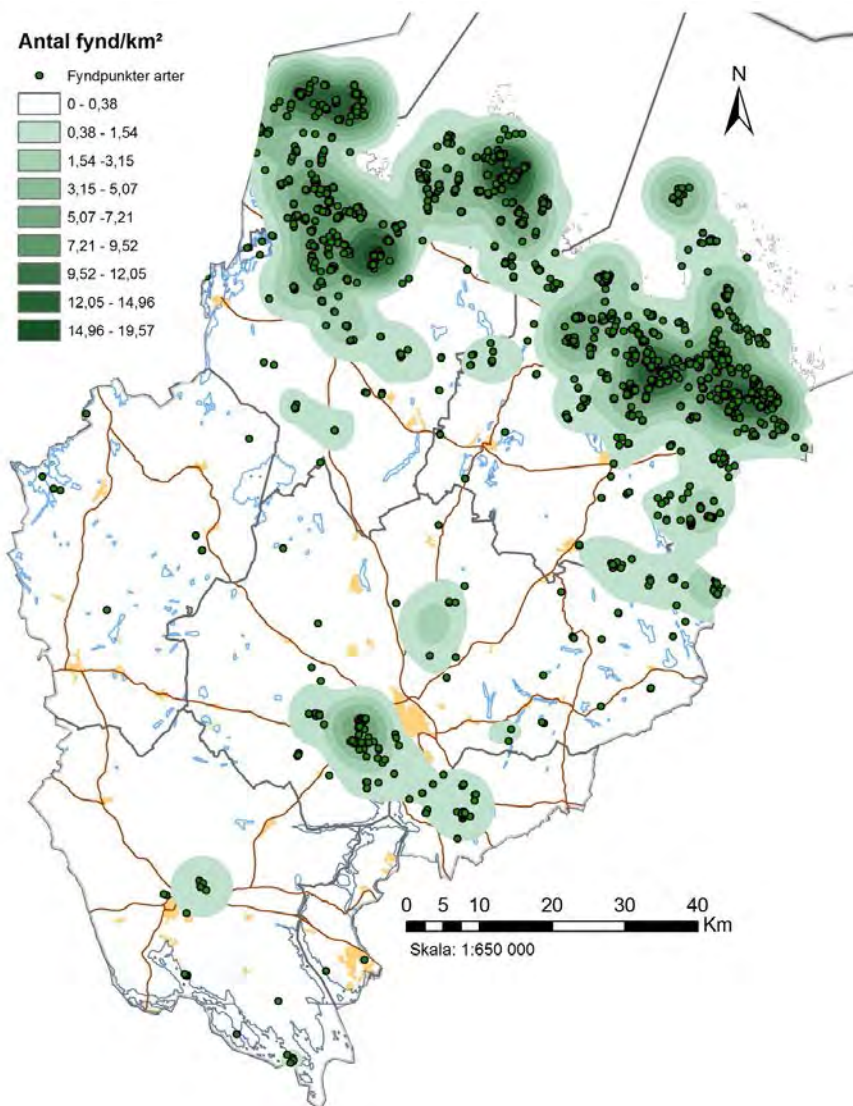 Antal fynd/km²
Fyndpunkter arter
0 - 0,38
0,38 - 1,54
1,54 -3,15
3,15 - 5,07
5,07 -7,21
7,21 - 9,52
9,52 - 12,05
12,05 - 14,96
14,96 - 19,57
N
0 5 10 20 30 40
Km
Skala: 1:650 000